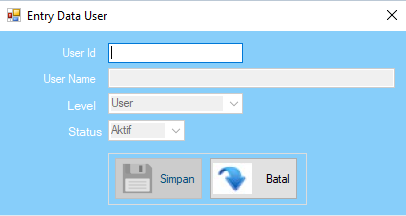 Entry Data User
User Id
User Name
Level User
Status Aktif
Simpan Batal